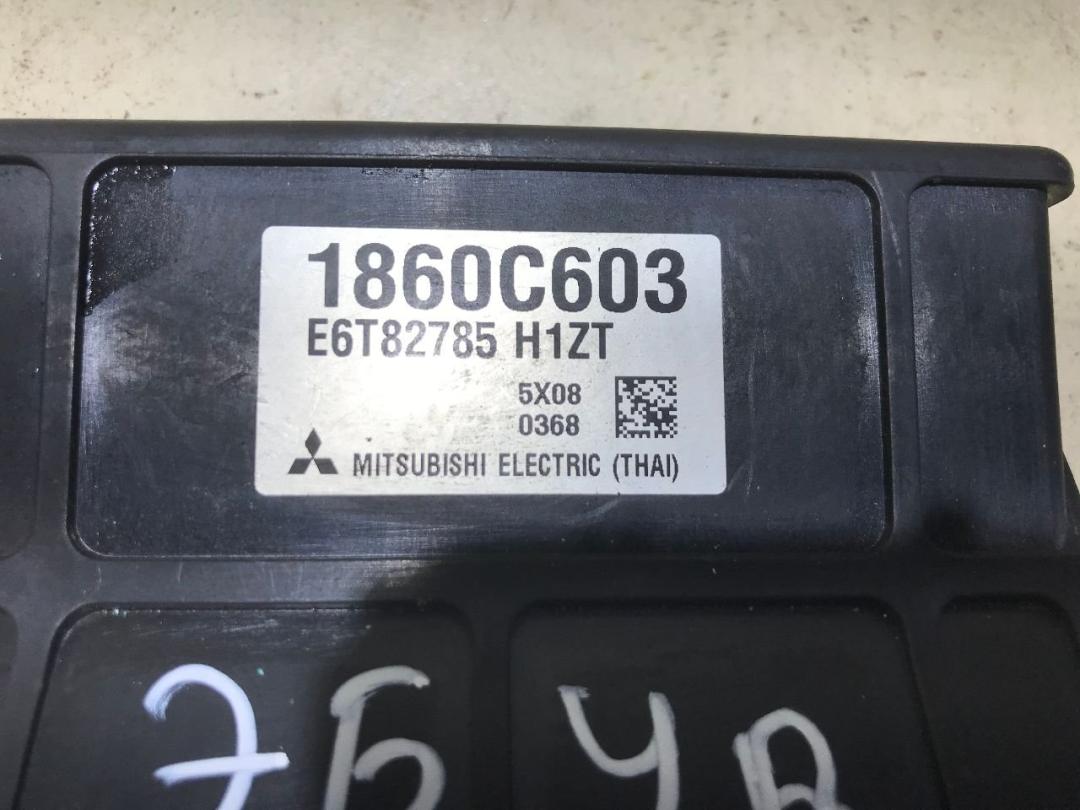 1860C603
E6T82785 H1ZT
5X08
0368
MITSUBISHI ELECTRIC (THAI)